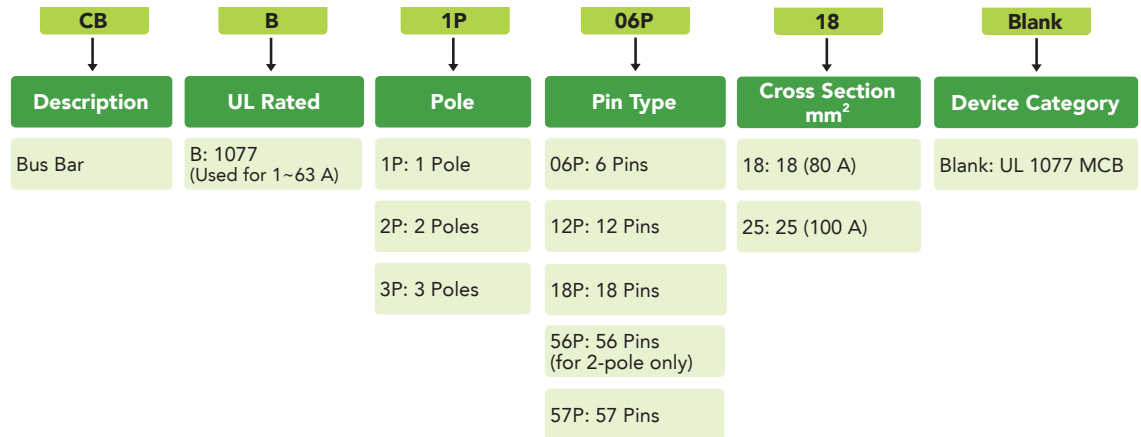 CB B 1P 06P 18 Blank
Description UL Rated Pole Pin Type Cross Section mm² Device Category
Bus Bar
B: 1077
(Used for 1~63 A)
1P: 1 Pole
2P: 2 Poles
3P: 3 Poles
06P: 6 Pins
12P: 12 Pins
18P: 18 Pins
56P: 56 Pins
(for 2-pole only)
57P: 57 Pins
18: 18 (80 A)
25: 25 (100 A)
Blank: UL 1077 MCB